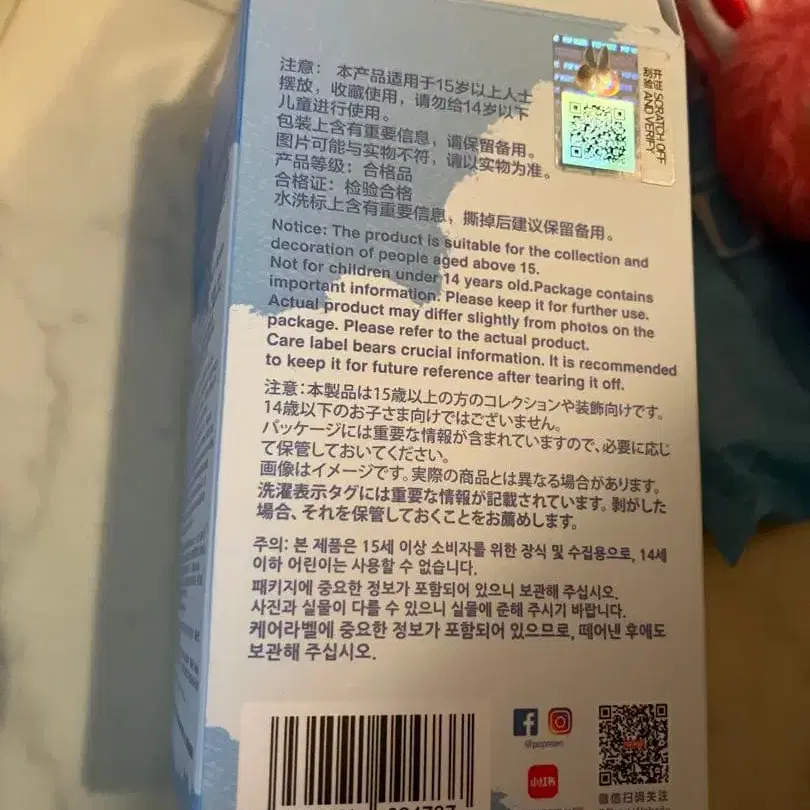 注意： 本产品适用于15岁以上人士
摆放，收藏使用，请勿给14岁以下
儿童进行使用。
包装上含有重要信息，请保留备用。
图片可能与实物不符，请以实物为准。
产品等级：合格品
合格证：检验合格
水洗标上含有重要信息，撕掉后建议保留备用。
SCRATCH OFF
AND VERIFY
Notice: The product is suitable for the collection and
decoration of people aged above 15.
Not for children under 14 years old.Package contains
important information. Please keep it for further use.
Actual product may differ slightly from photos on the
package. Please refer to the actual product.
Care label bears crucial information. It is recommended
to keep it for future reference after tearing it off.
注意：本製品は15歳以上の方のコレクションや装飾向けです。
14歳以下のお子さま向けではございません。
パッケージには重要な情報が含まれていますので、必要に応じ
て保管しておいてください。
画像はイメージです。実際の商品とは異なる場合があります。
洗濯表示タグには重要な情報が記載されています。剥がした
場合、それを保管しておくことをお薦めします。
주의: 본 제품은 15세 이상 소비자를 위한 장식 및 수집용으로, 14세
이하 어린이는 사용할 수 없습니다.
패키지에 중요한 정보가 포함되어 있으니 보관해 주십시오.
사진과 실물이 다를 수 있으니 실물에 준해 주시기 바랍니다.
케어라벨에 중요한 정보가 포함되어 있으므로, 떼어낸 후에도
보관해 주십시오.
@popmart
小红书
微信扫码关注